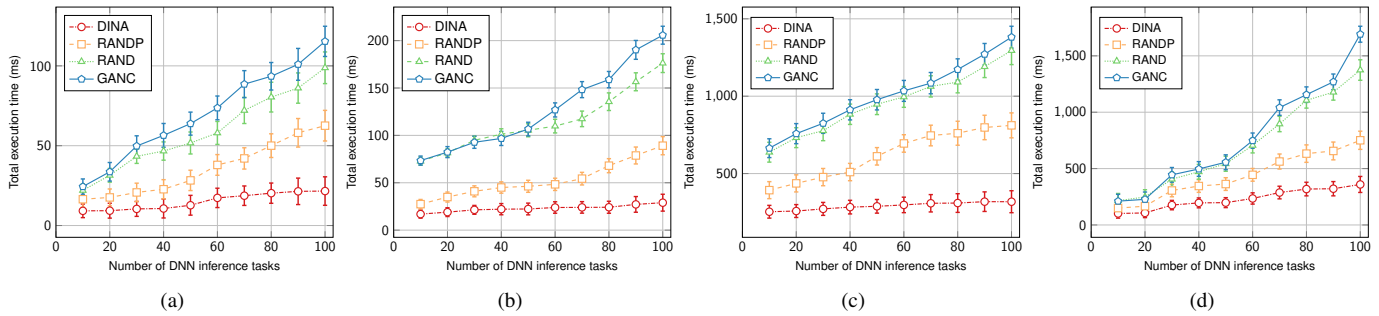 DINA
RANDP
RAND
GANC
Total execution time (ms)
100
50
0
0 20 40 60 80 100
Number of DNN inference tasks
(a)
DINA
RANDP
RAND
GANC
Total execution time (ms)
200
150
100
50
0
0 20 40 60 80 100
Number of DNN inference tasks
(b)
DINA
RANDP
RAND
GANC
Total execution time (ms)
1,500
1,000
500
0 20 40 60 80 100
Number of DNN inference tasks
(c)
DINA
RANDP
RAND
GANC
Total execution time (ms)
1,500
1,000
500
0
0 20 40 60 80 100
Number of DNN inference tasks
(d)